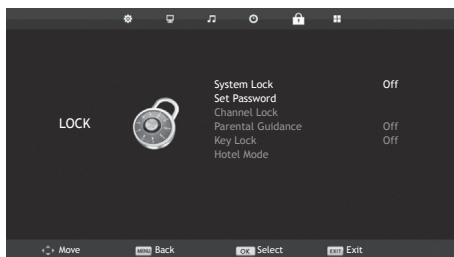 System Lock Off
Set Password
Channel Lock
LOCK
Parental Guidance Off
Key Lock Off
Hotel Mode
Move MENU Back OK Select EXIT Exit